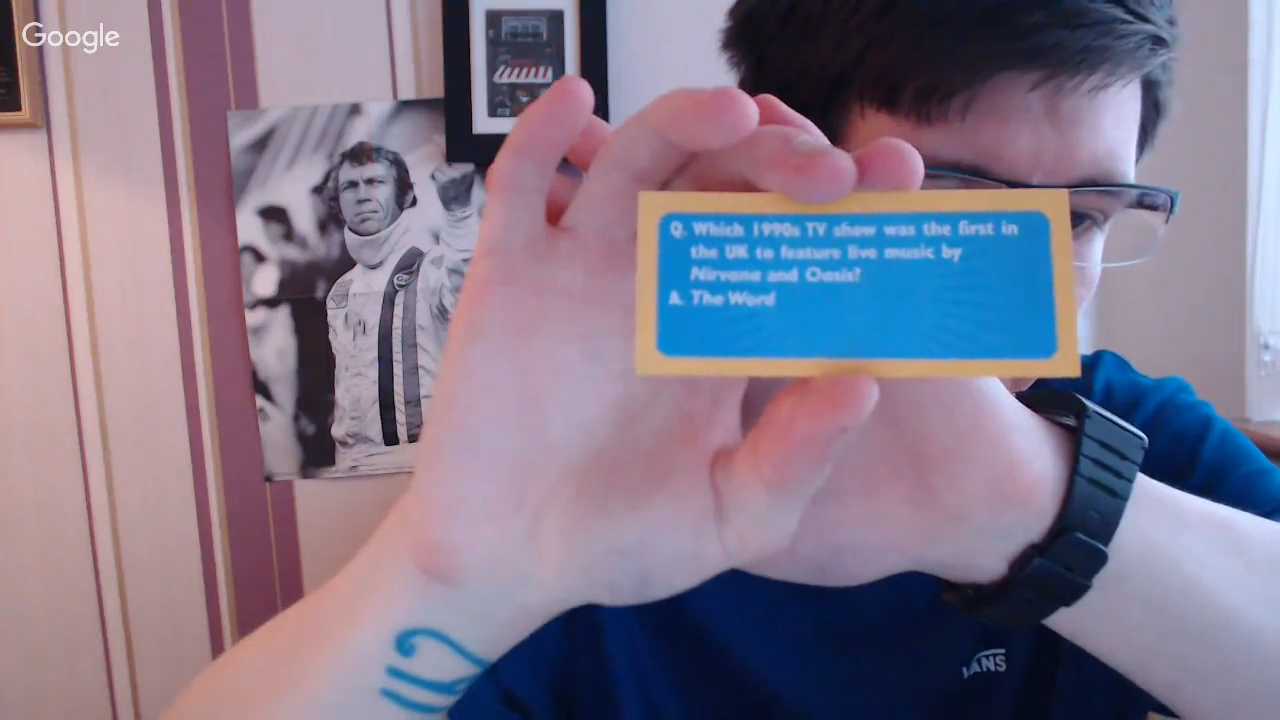 Google
Q. Which 1990s TV show was the first in
the UK to feature live music by
Nirvana and Oasis?
A. The Word
VANS